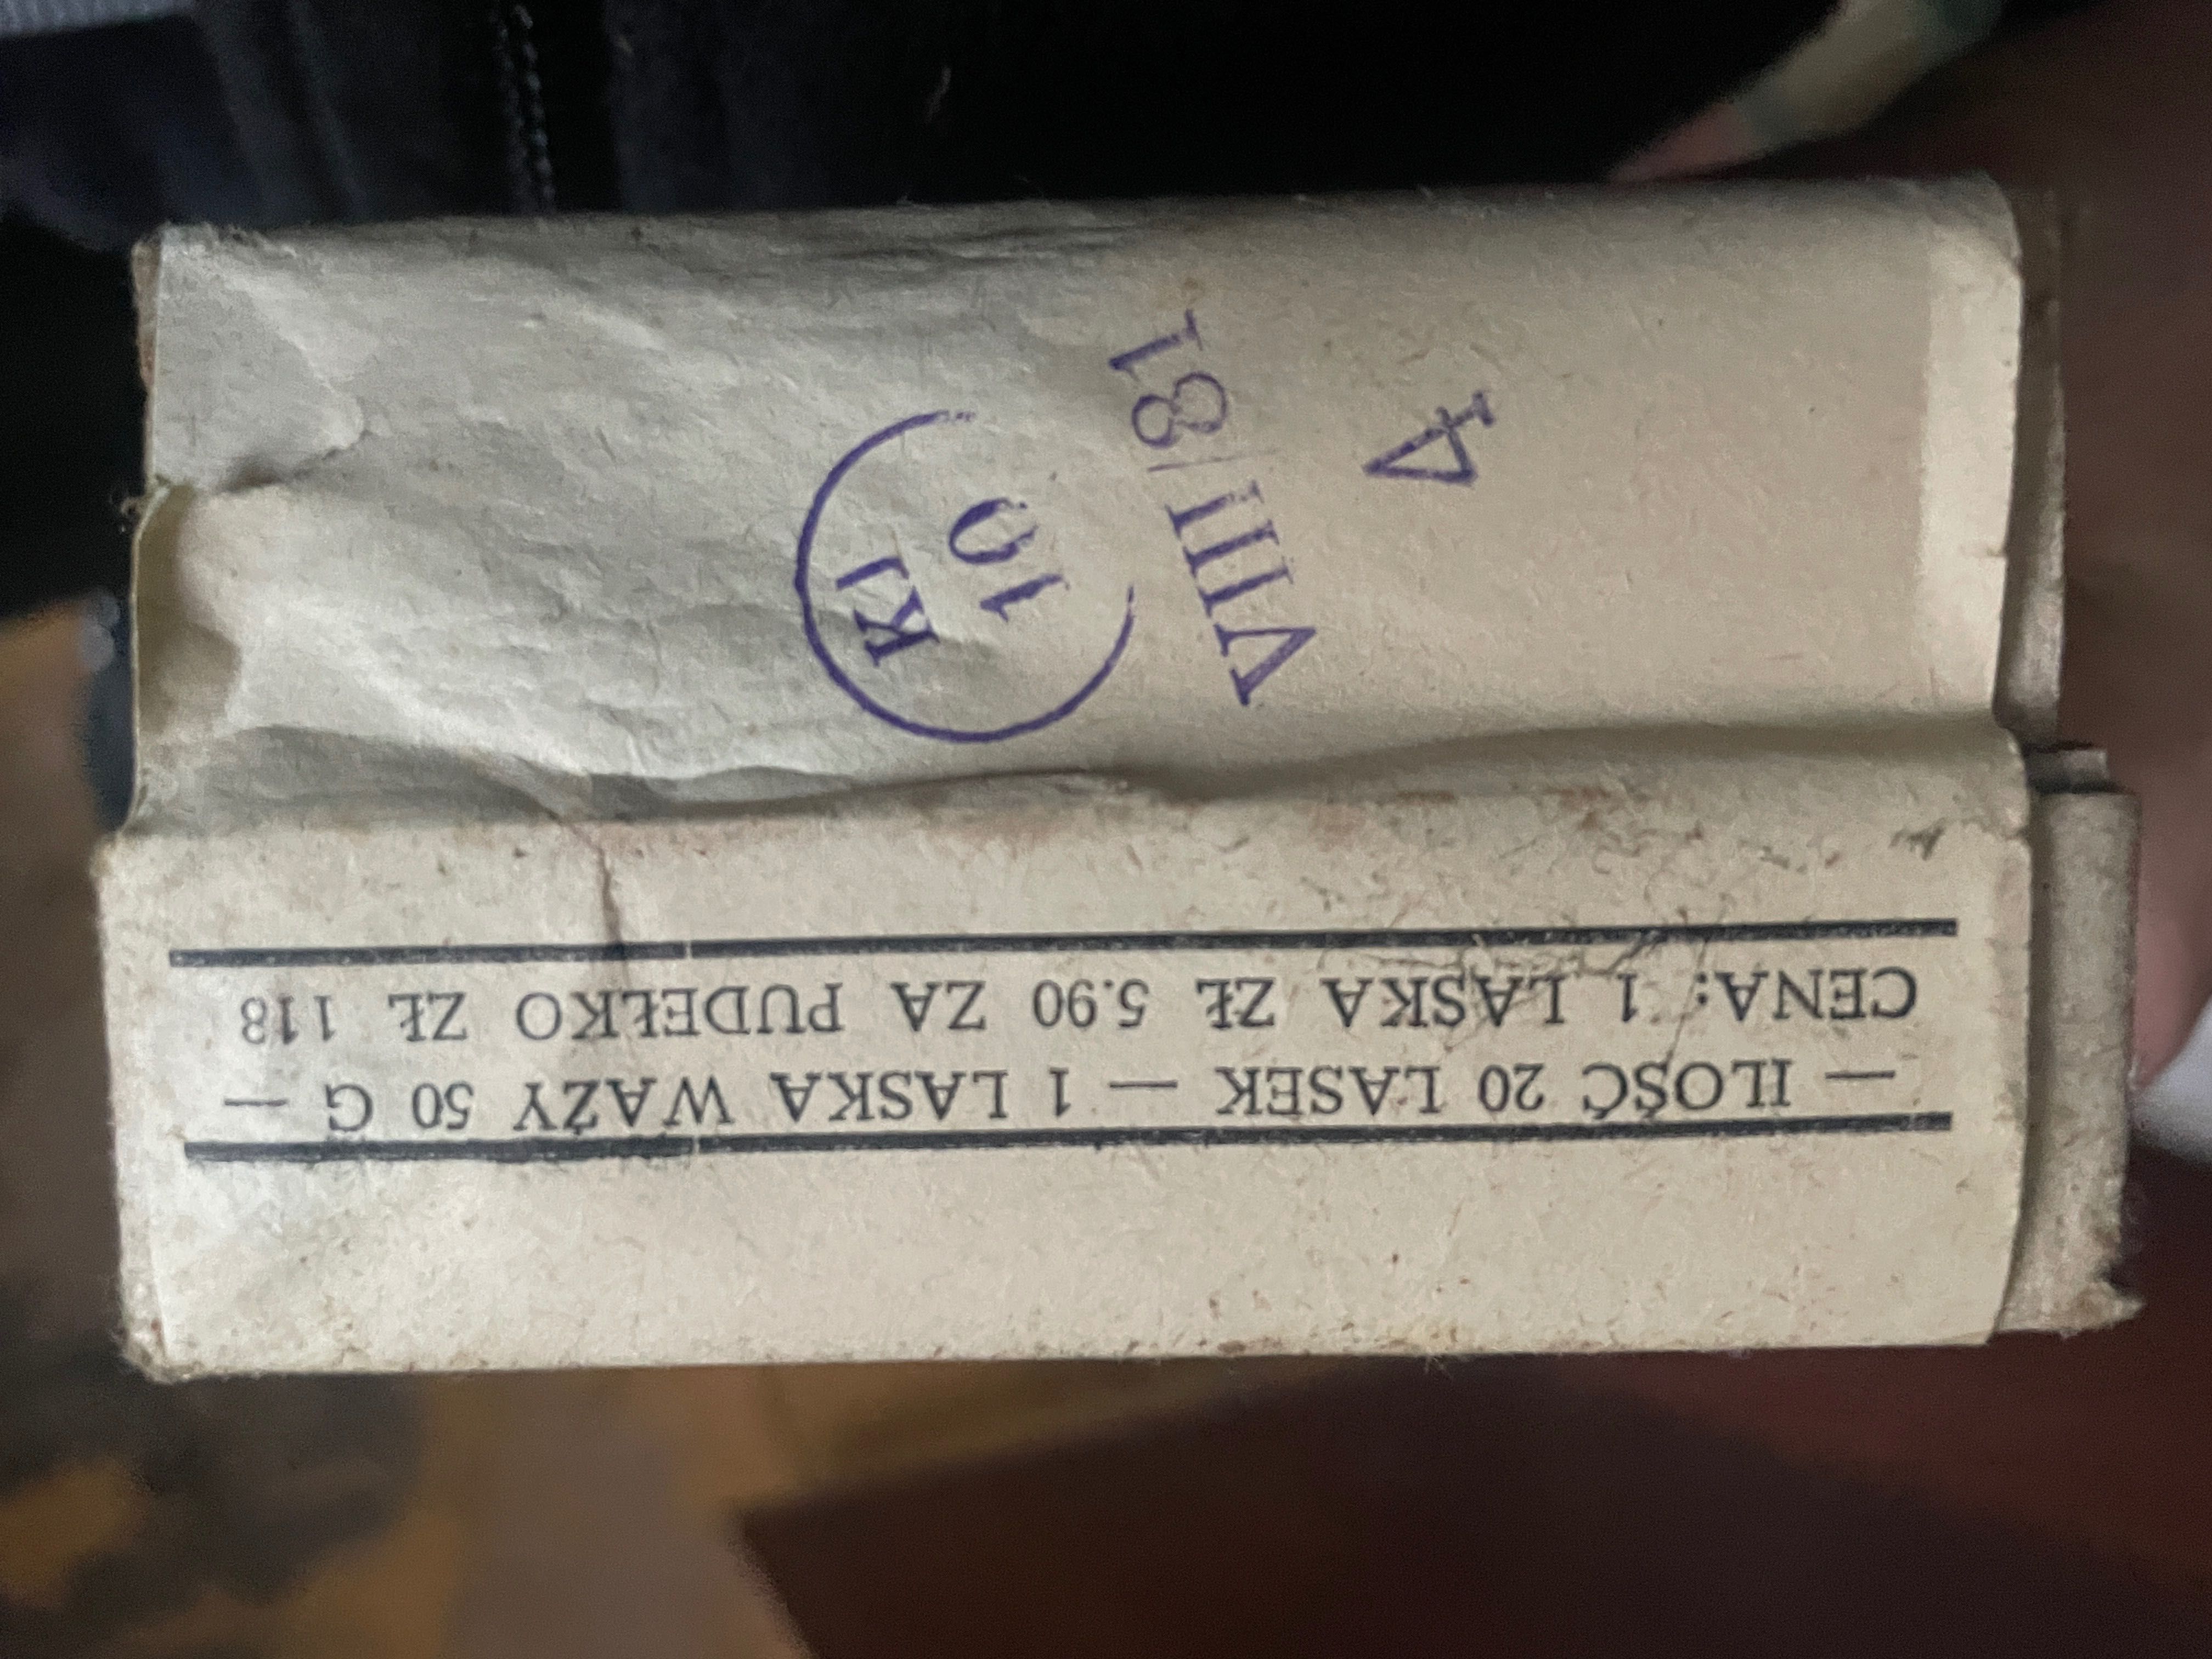 — ILOŚĆ 20 LASEK — 1 LASKA WAŻY 50 G —
CENA: 1 LASKA ZŁ 5.90 ZA PUDEŁKO ZŁ 118
KI
10
VIII/81
4